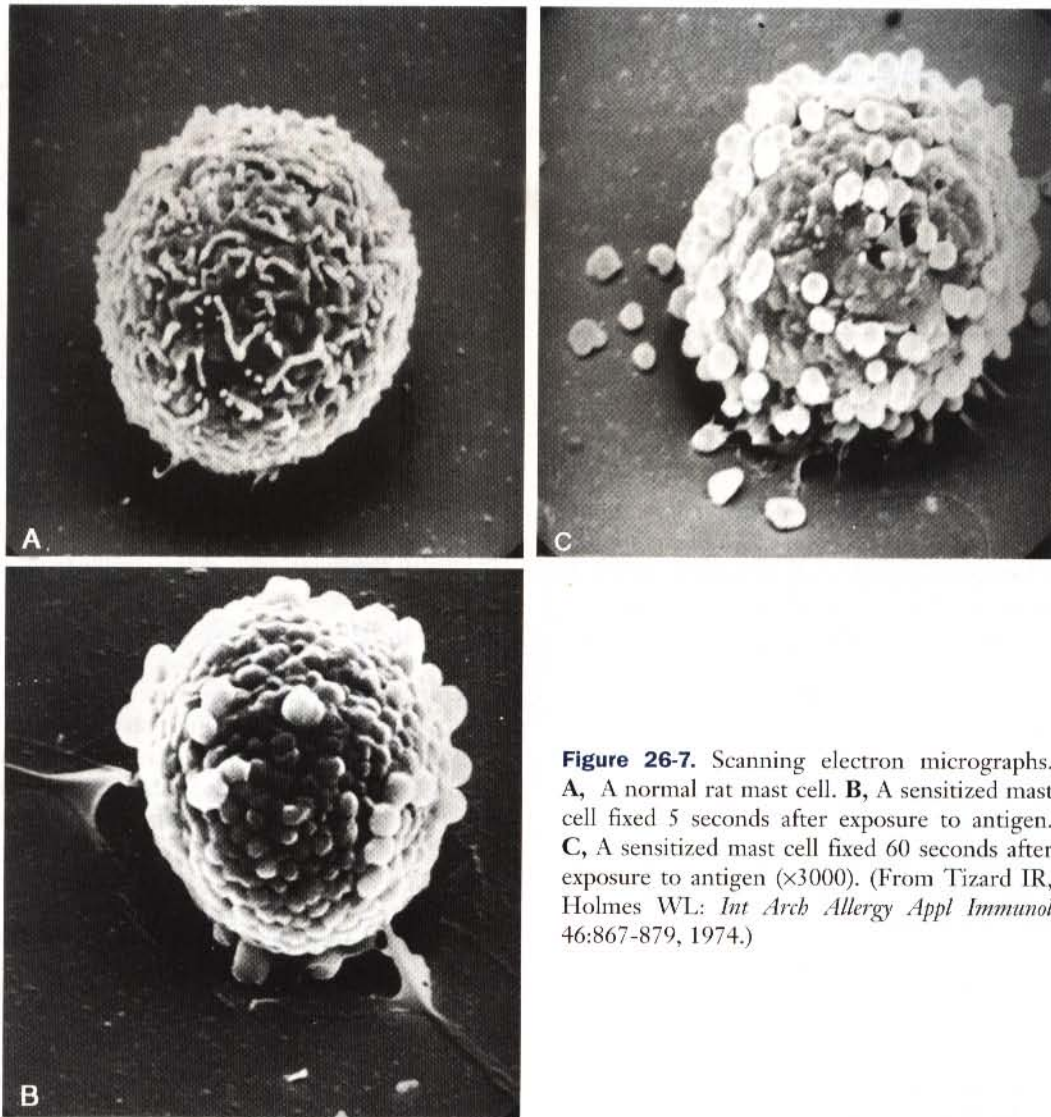 A
C
B
Figure 26-7. Scanning electron micrographs.
A, A normal rat mast cell. B, A sensitized mast
cell fixed 5 seconds after exposure to antigen.
C, A sensitized mast cell fixed 60 seconds after
exposure to antigen (×3000). (From Tizard IR,
Holmes WL: Int Arch Allergy Appl Immunol
46:867-879, 1974.)